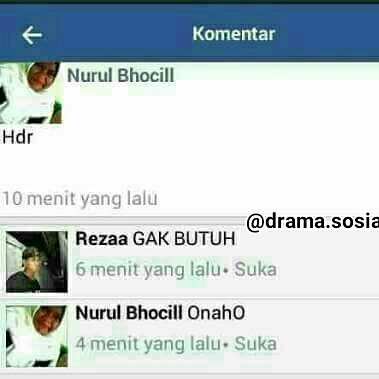 Komentar
Nurul Bhocill
Hdr
10 menit yang lalu
@drama.sosia
Rezaa GAK BUTUH
6 menit yang lalu• Suka
Nurul Bhocill OnahO
4 menit yang lalu• Suka